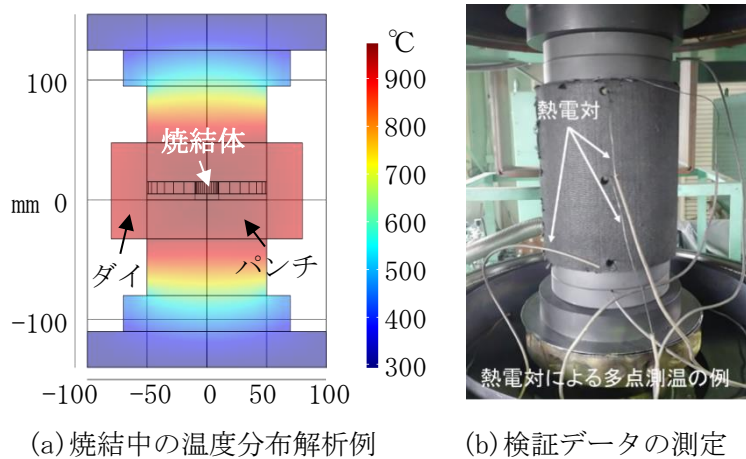 ℃
900
800
700
600
500
400
300
100
mm 0
-100
-100 -50 0 50 100
焼結体
ダイ
パンチ
(a)焼結中の温度分布解析例
熱電対
熱電対による多点測温の例
(b)検証データの測定